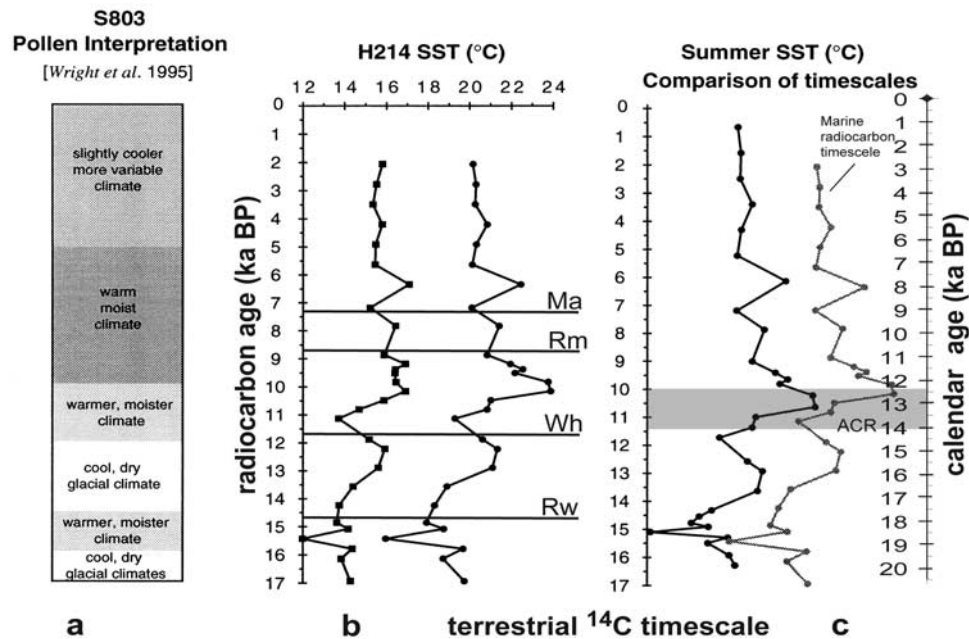 S803
Pollen Interpretation
[Wright et al. 1995]
slightly cooler
more variable
climate
warm
moist
climate
warmer, moister
climate
cool, dry
glacial climate
warmer, moister
climate
cool, dry
glacial climates
a
H214 SST (°C)
12 14 16 18 20 22 24
radiocarbon age (ka BP)
0
1
2
3
4
5
6
7
8
9
10
11
12
13
14
15
16
17
Ma
Rm
Wh
Rw
b
Summer SST (°C)
Comparison of timescales
Marine
radiocarbon
timescele
0
1
2
3
4
5
6
7
8
9
10
11
12
13
14
15
16
17
ACR
0
1
2
3
4
5
6
7
8
9
10
11
12
13
14
15
16
17
18
19
20
calendar age (ka BP)
terrestrial 14C timescale
c